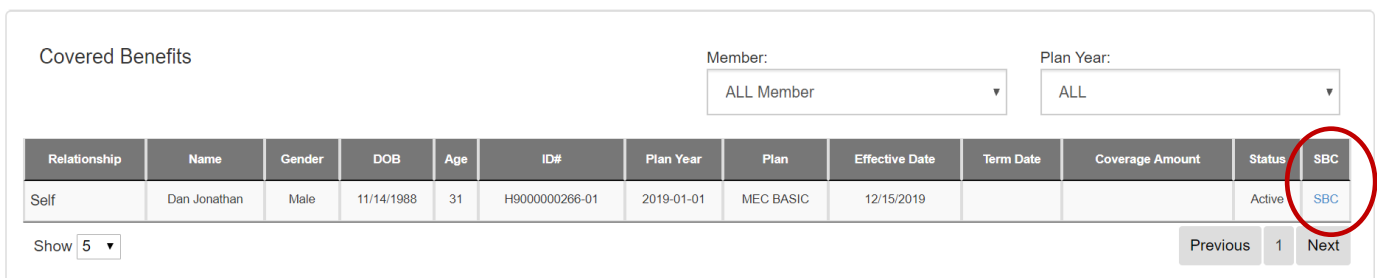 Covered Benefits
Member:
Plan Year:
ALL Member ▼
ALL ▼
Relationship Name Gender DOB Age ID# Plan Year Plan Effective Date Term Date Coverage Amount Status SBC
Self Dan Jonathan Male 11/14/1988 31 H9000000266-01 2019-01-01 MEC BASIC 12/15/2019 Active SBC
Show 5 ▼
Previous 1 Next